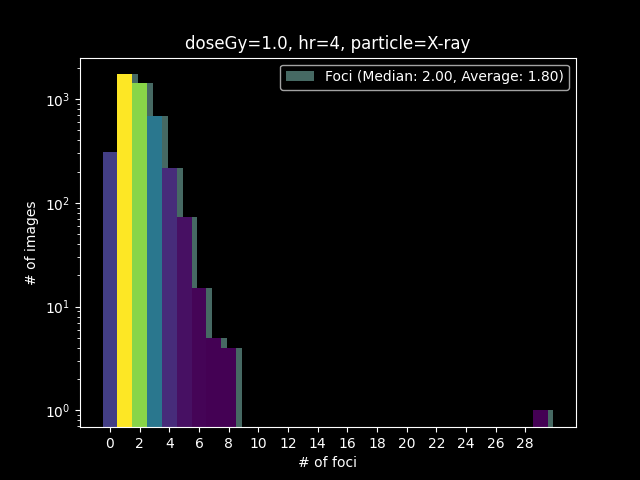 doseGy=1.0, hr=4, particle=X-ray
Foci (Median: 2.00, Average: 1.80)
# of images
10³
10²
10¹
10⁰
0 2 4 6 8 10 12 14 16 18 20 22 24 26 28
# of foci